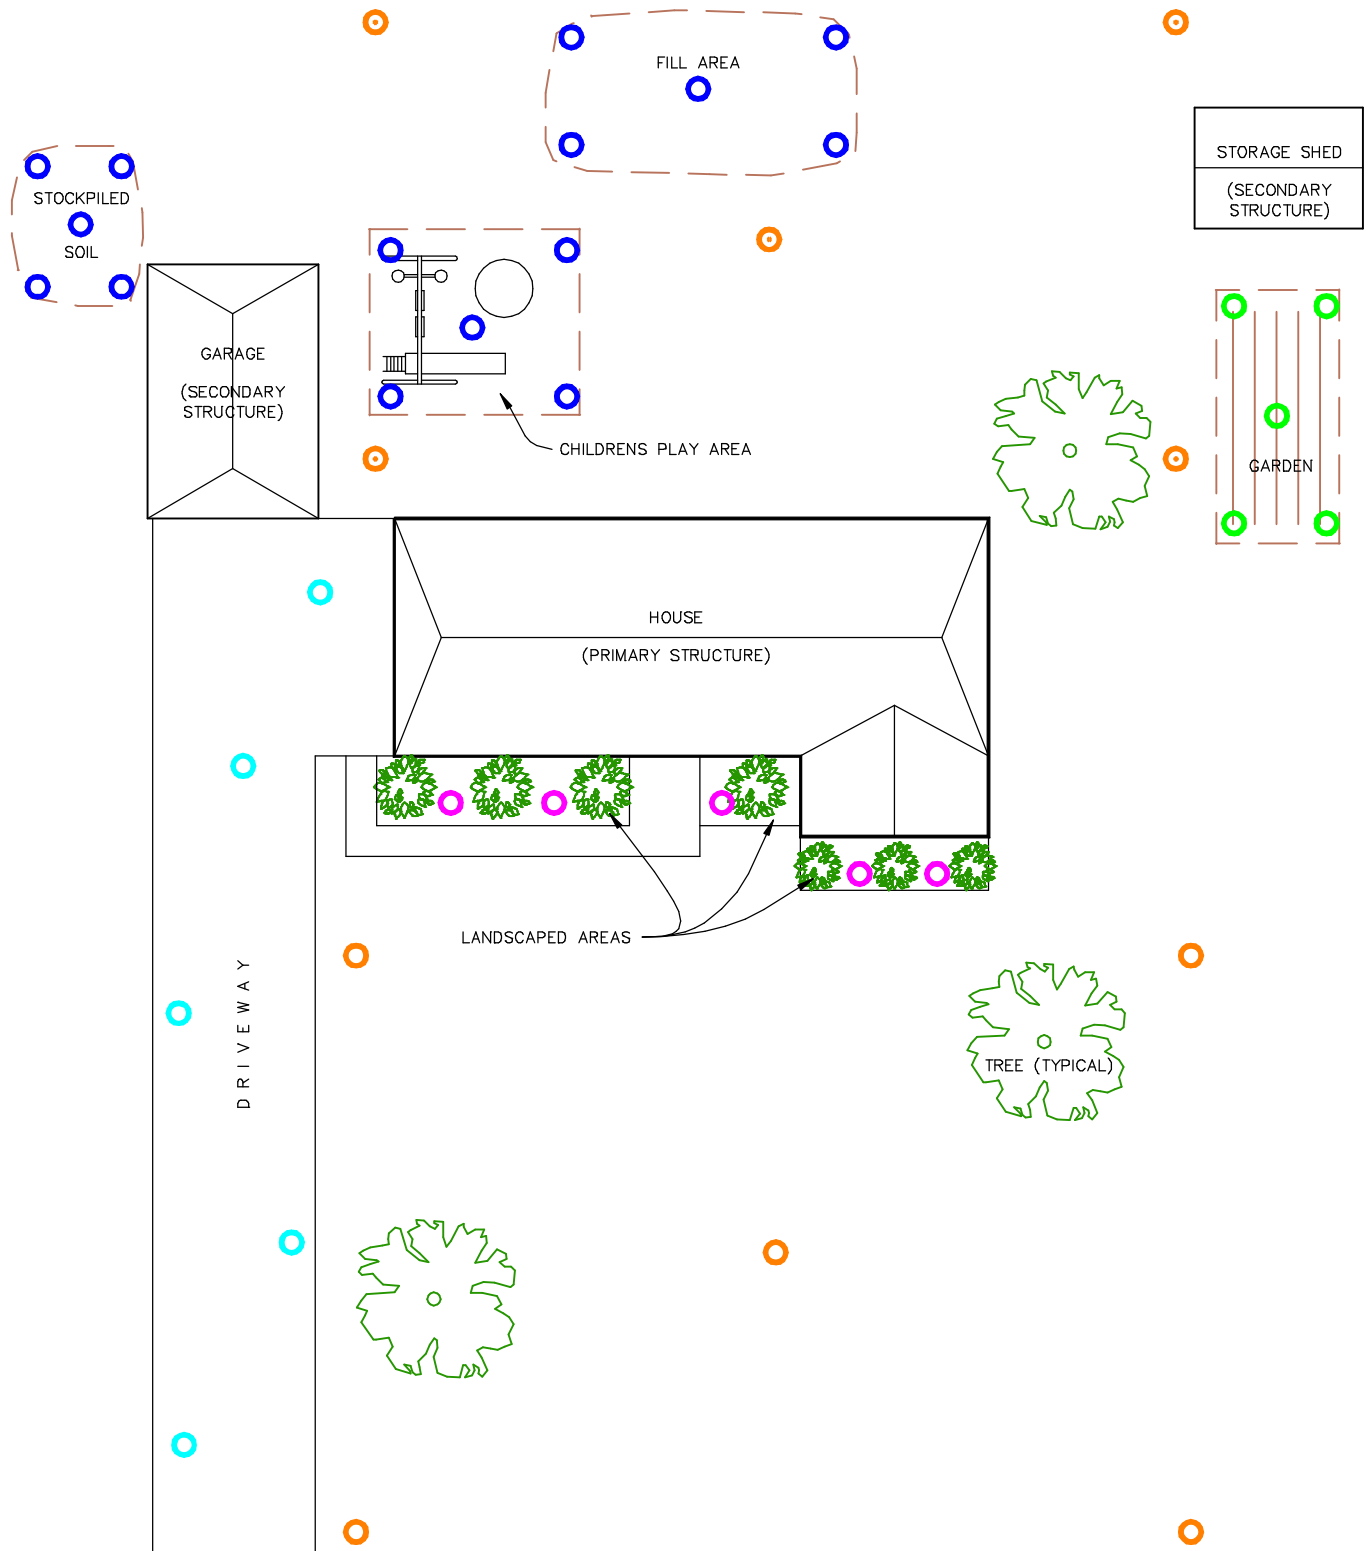 FILL AREA
STORAGE SHED
(SECONDARY
STRUCTURE)
STOCKPILED
SOIL
GARAGE
(SECONDARY
STRUCTURE)
CHILDRENS PLAY AREA
GARDEN
HOUSE
(PRIMARY STRUCTURE)
LANDSCAPED AREAS
DRIVEWAY
TREE (TYPICAL)